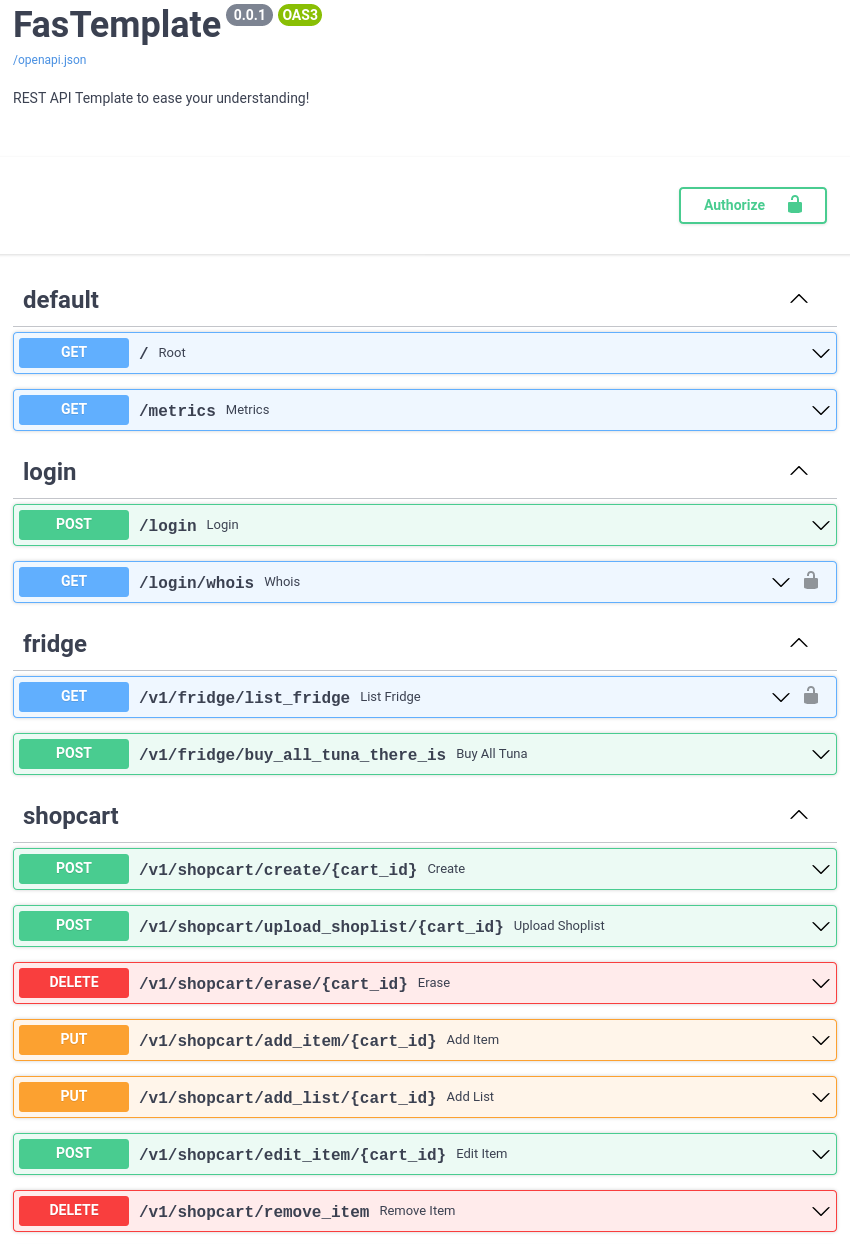 FasTemplate 0.0.1 OAS3
/openapi.json
REST API Template to ease your understanding!
Authorize
default
GET / Root
GET /metrics Metrics
login
POST /login Login
GET /login/whois Whois
fridge
GET /v1/fridge/list_fridge List Fridge
POST /v1/fridge/buy_all_tuna_there_is Buy All Tuna
shopcart
POST /v1/shopcart/create/{cart_id} Create
POST /v1/shopcart/upload_shoplist/{cart_id} Upload Shoplist
DELETE /v1/shopcart/erase/{cart_id} Erase
PUT /v1/shopcart/add_item/{cart_id} Add Item
PUT /v1/shopcart/add_list/{cart_id} Add List
POST /v1/shopcart/edit_item/{cart_id} Edit Item
DELETE /v1/shopcart/remove_item Remove Item